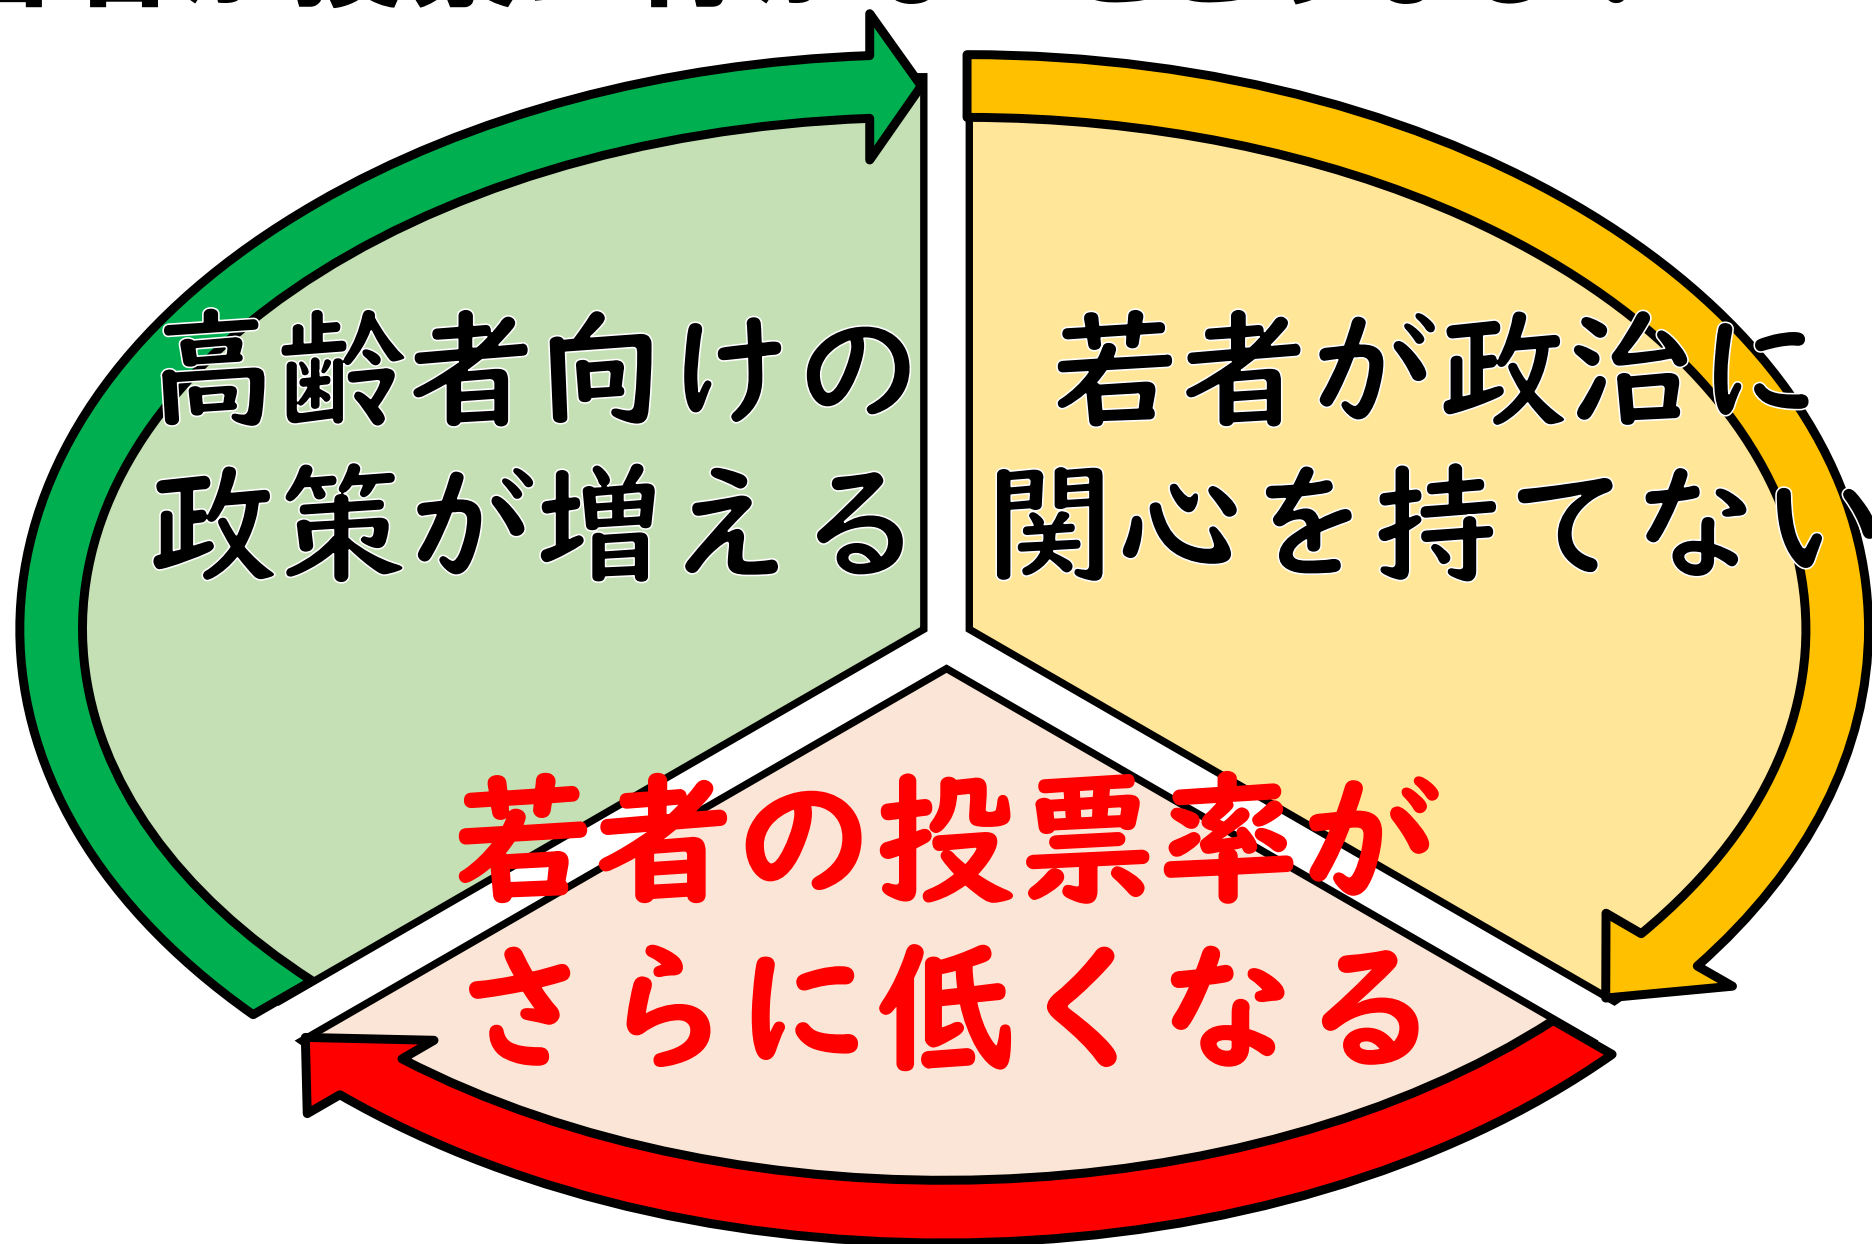 高齢者向けの
政策が増える
若者が政治に
関心を持てない
若者の投票率が
さらに低くなる